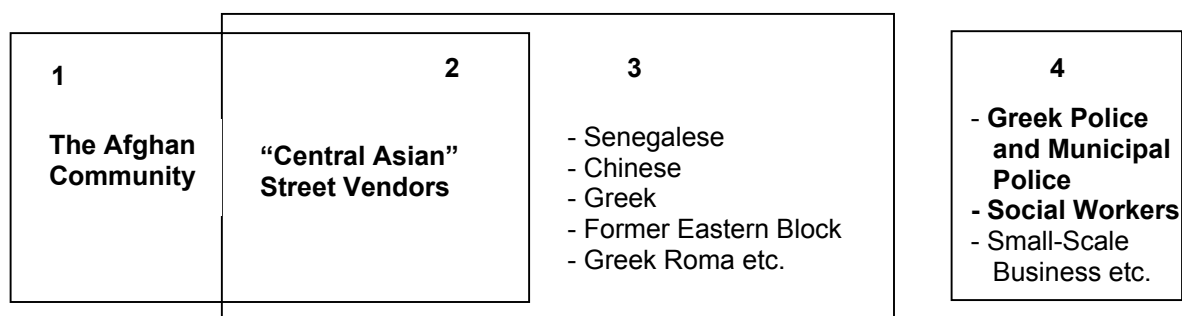 1
The Afghan
Community
2
“Central Asian”
Street Vendors
3
- Senegalese
- Chinese
- Greek
- Former Eastern Block
- Greek Roma etc.
4
- Greek Police
and Municipal
Police
- Social Workers
- Small-Scale
Business etc.